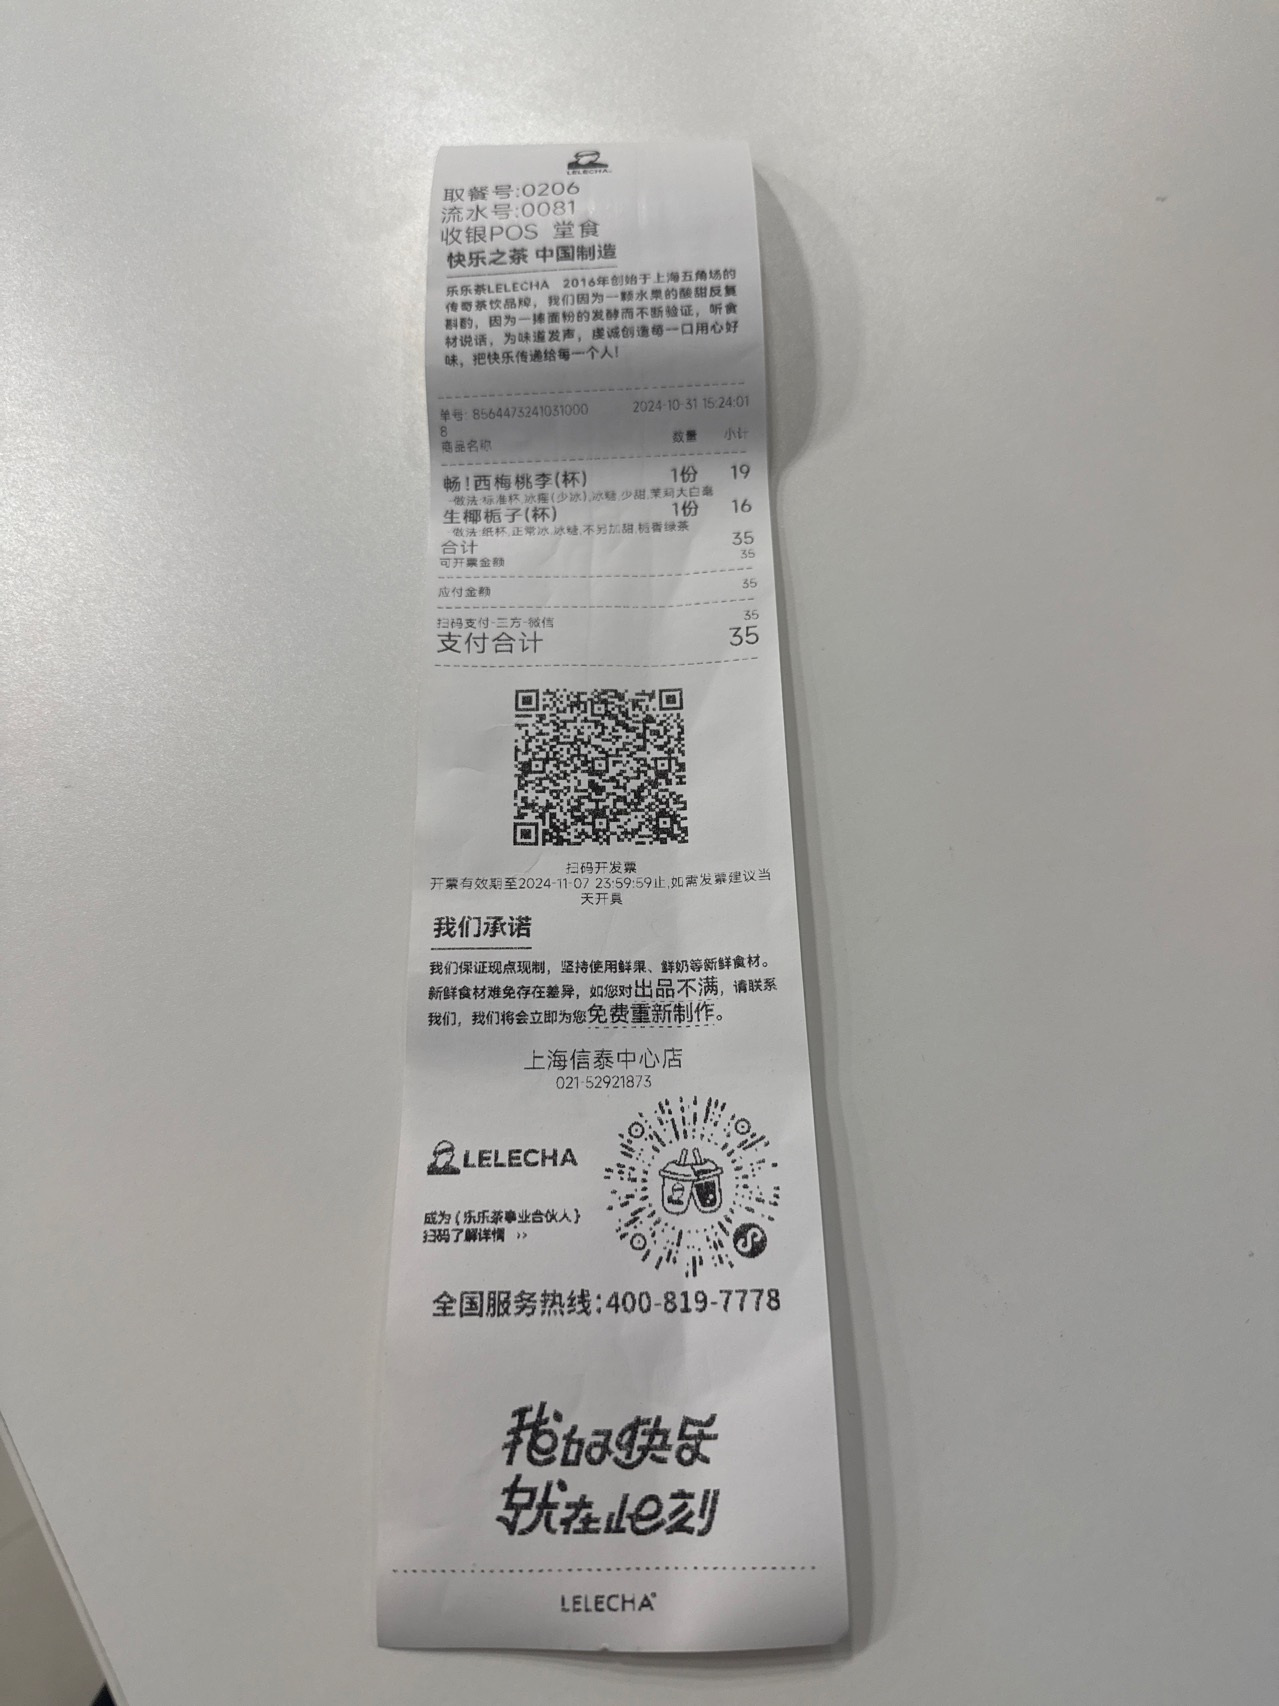 LELECHA
取餐号:0206
流水号:0081
收银POS 堂食
快乐之茶 中国制造
乐乐茶LELECHA 2016年创始于上海五角场的
传奇茶饮品牌，我们因为一颗水果的酸甜反复
斟酌，因为一捧面粉的发酵而不断验证，听食
材说话，为味道发声，虔诚创造每一口用心好
味，把快乐传递给每一个人！
单号: 8564473241031000 2024-10-31 15:24:01
8
商品名称 数量 小计
畅!西梅桃李(杯) 1份 19
-做法:标准杯,冰摧(少冰),冰糖,少甜,茉莉大白毫
生椰栀子(杯) 1份 16
-做法:纸杯,正常冰,冰糖,不另加甜,栀香绿茶
合计 35
可开票金额 35
应付金额 35
扫码支付-三方-微信 35
支付合计 35
扫码开发票
开票有效期至2024-11-07 23:59:59止,如需发票建议当
天开具
我们承诺
我们保证现点现制，坚持使用鲜果、鲜奶等新鲜食材。
新鲜食材难免存在差异，如您对出品不满，请联系
我们，我们将会立即为您免费重新制作。
上海信泰中心店
021-52921873
LELECHA
成为{乐乐茶事业合伙人}
扫码了解详情 ››
全国服务热线:400-819-7778
我的快乐
就在此刻
LELECHA®